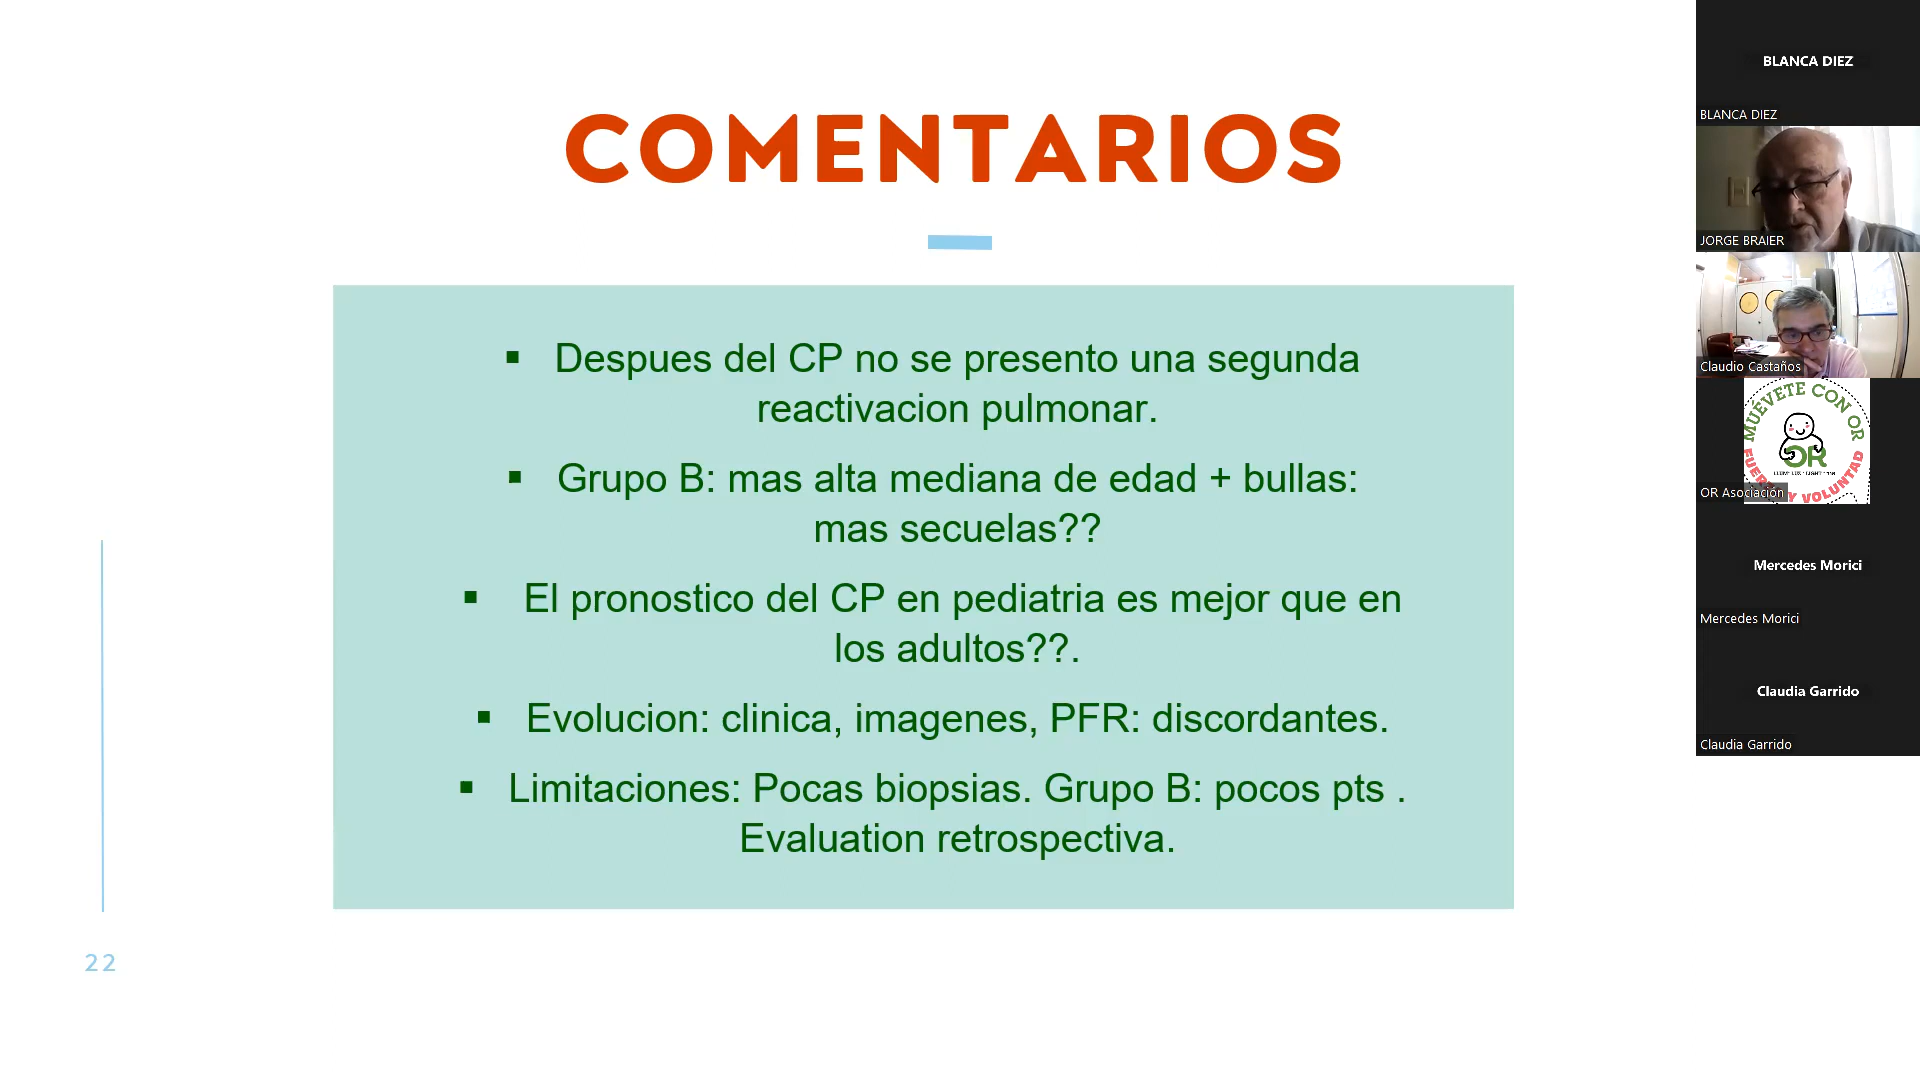 COMENTARIOS
▪ Despues del CP no se presento una segunda
reactivacion pulmonar.
▪ Grupo B: mas alta mediana de edad + bullas:
mas secuelas??
▪ El pronostico del CP en pediatria es mejor que en
los adultos??.
▪ Evolucion: clinica, imagenes, PFR: discordantes.
▪ Limitaciones: Pocas biopsias. Grupo B: pocos pts .
Evaluation retrospectiva.
22
BLANCA DIEZ
BLANCA DIEZ
JORGE BRAIER
Claudio Castaños
MUÉVETE CON OR
OR
Y VOLUNTAD
OR Asociación
Mercedes Morici
Mercedes Morici
Claudia Garrido
Claudia Garrido